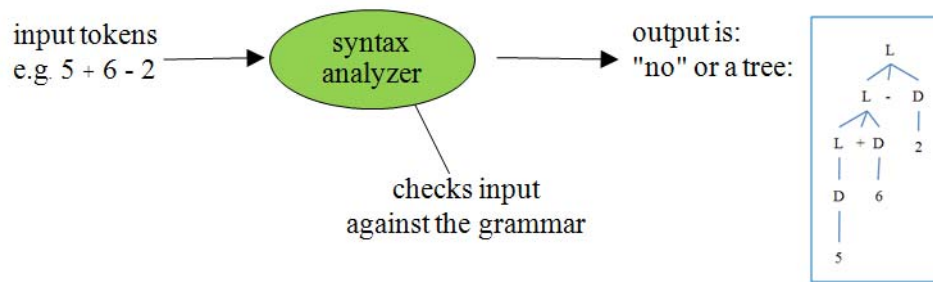 input tokens
e.g. 5 + 6 - 2
syntax
analyzer
output is:
"no" or a tree:
checks input
against the grammar
L
L - D
L + D 2
D 6
5